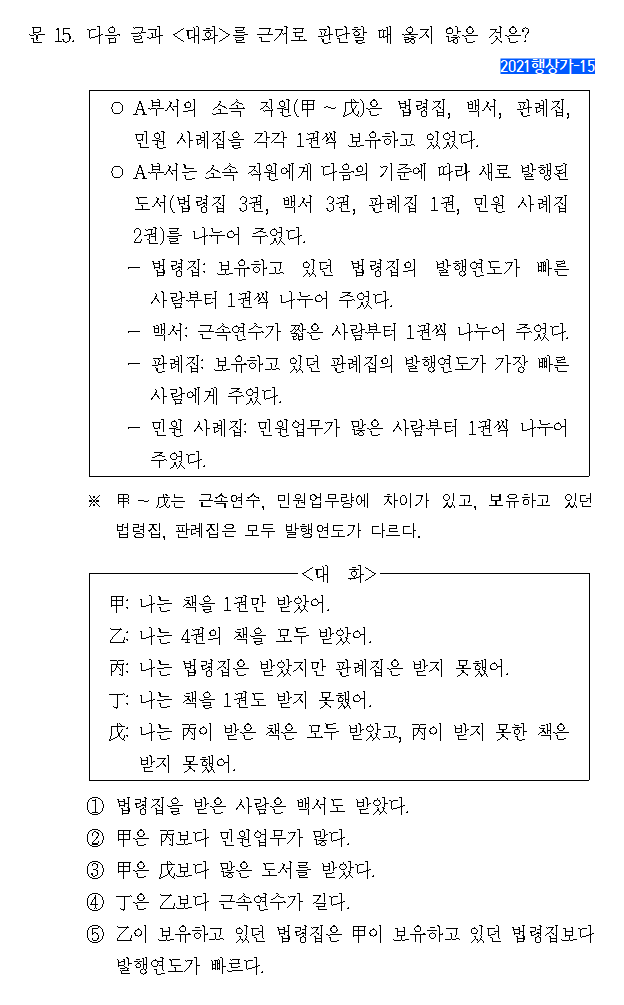 문 15. 다음 글과 <대화>를 근거로 판단할 때 옳지 않은 것은?
2021행상가-15
○ A부서의 소속 직원(甲～戊)은 법령집, 백서, 판례집,
민원 사례집을 각각 1권씩 보유하고 있었다.
○ A부서는 소속 직원에게 다음의 기준에 따라 새로 발행된
도서(법령집 3권, 백서 3권, 판례집 1권, 민원 사례집
2권)를 나누어 주었다.
－ 법령집: 보유하고 있던 법령집의 발행연도가 빠른
사람부터 1권씩 나누어 주었다.
－ 백서: 근속연수가 짧은 사람부터 1권씩 나누어 주었다.
－ 판례집: 보유하고 있던 판례집의 발행연도가 가장 빠른
사람에게 주었다.
－ 민원 사례집: 민원업무가 많은 사람부터 1권씩 나누어
주었다.
※ 甲～戊는 근속연수, 민원업무량에 차이가 있고, 보유하고 있던
법령집, 판례집은 모두 발행연도가 다르다.
<대 화>
甲: 나는 책을 1권만 받았어.
乙: 나는 4권의 책을 모두 받았어.
丙: 나는 법령집은 받았지만 판례집은 받지 못했어.
丁: 나는 책을 1권도 받지 못했어.
戊: 나는 丙이 받은 책은 모두 받았고, 丙이 받지 못한 책은
받지 못했어.
① 법령집을 받은 사람은 백서도 받았다.
② 甲은 丙보다 민원업무가 많다.
③ 甲은 戊보다 많은 도서를 받았다.
④ 丁은 乙보다 근속연수가 길다.
⑤ 乙이 보유하고 있던 법령집은 甲이 보유하고 있던 법령집보다
발행연도가 빠르다.